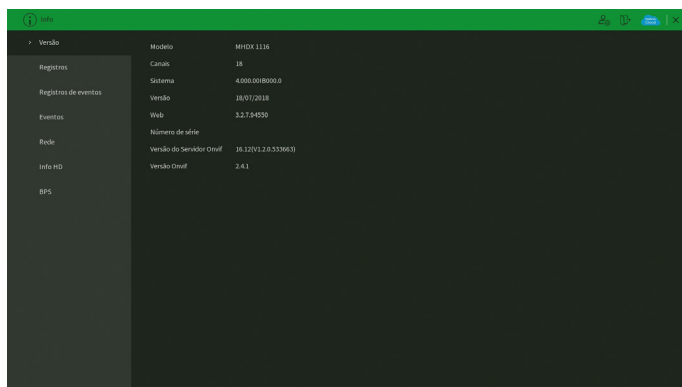 Info
Versão
Registros
Registros de eventos
Eventos
Rede
Info HD
BPS
Modelo MHDX 1116
Canais 18
Sistema 4.000.00IB000.0
Versão 18/07/2018
Web 3.2.7.94550
Número de série
Versão do Servidor Onvif 16.12(V1.2.0.533663)
Versão Onvif 2.4.1